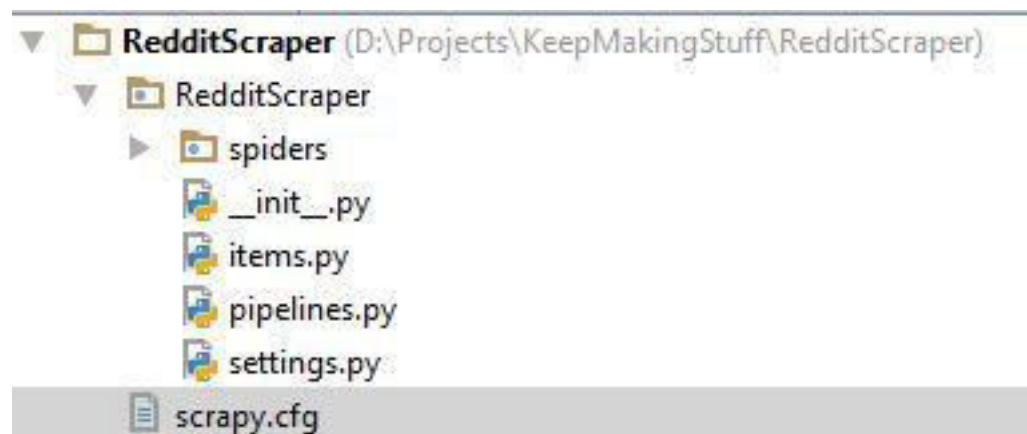 RedditScraper (D:\Projects\KeepMakingStuff\RedditScraper)
RedditScraper
spiders
__init__.py
items.py
pipelines.py
settings.py
scrapy.cfg